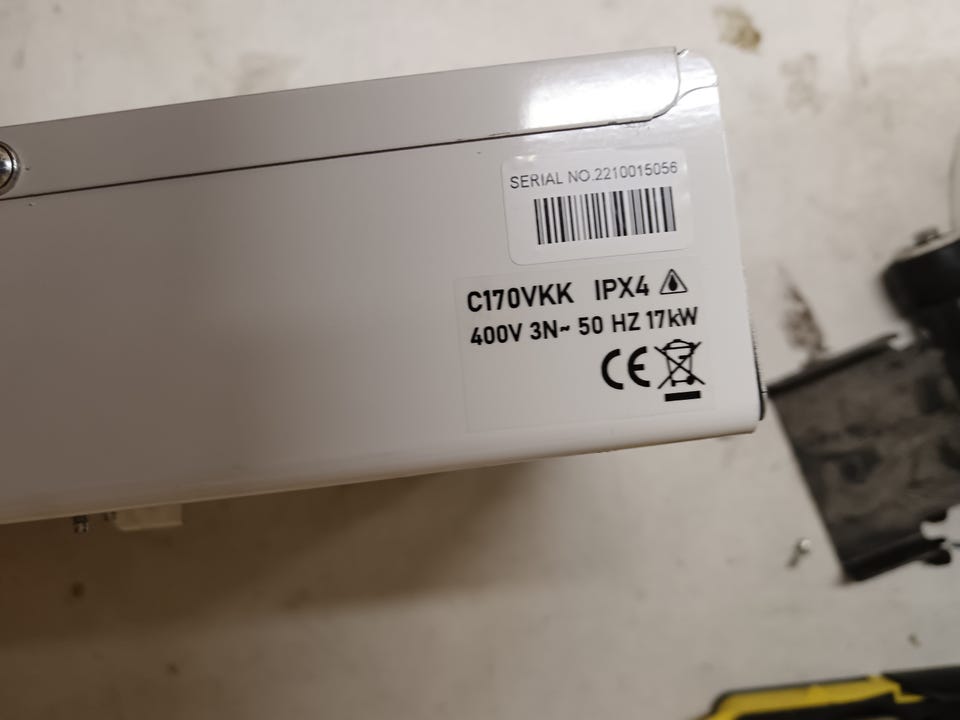 SERIAL NO.2210015056
C170VKK IPX4
400V 3N~ 50 HZ 17kW
CE